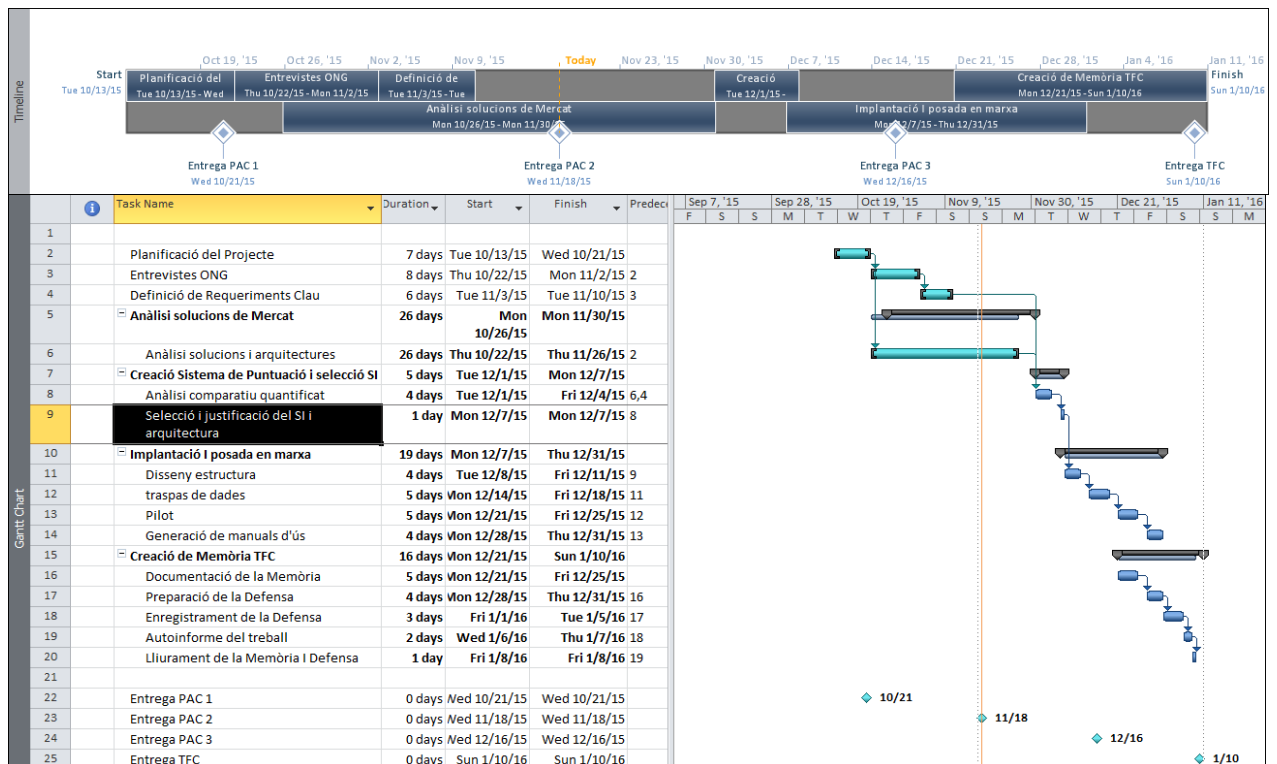 Timeline
Oct 19, '15 Oct 26, '15 Nov 2, '15 Nov 9, '15 Today Nov 23, '15 Nov 30, '15 Dec 7, '15 Dec 14, '15 Dec 21, '15 Dec 28, '15 Jan 4, '16 Jan 11, '16
Start
Tue 10/13/15
Planificació del
Tue 10/13/15 - Wed
Entrevistes ONG
Thu 10/22/15 - Mon 11/2/15
Definició de
Tue 11/3/15 - Tue
Creació
Tue 12/1/15 -
Creació de Memòria TFC
Mon 12/21/15 - Sun 1/10/16
Finish
Sun 1/10/16
Anàlisi solucions de Mercat
Mon 10/26/15 - Mon 11/30/15
Implantació I posada en marxa
Mon 12/7/15 - Thu 12/31/15
Entrega PAC 1
Wed 10/21/15
Entrega PAC 2
Wed 11/18/15
Entrega PAC 3
Wed 12/16/15
Entrega TFC
Sun 1/10/16
Gantt Chart
Task Name Duration Start Finish Predece
Sep 7, '15 Sep 28, '15 Oct 19, '15 Nov 9, '15 Nov 30, '15 Dec 21, '15 Jan 11, '16
F S S M T W T F S S M T W T F S S M
1
2 Planificació del Projecte 7 days Tue 10/13/15 Wed 10/21/15
3 Entrevistes ONG 8 days Thu 10/22/15 Mon 11/2/15 2
4 Definició de Requeriments Clau 6 days Tue 11/3/15 Tue 11/10/15 3
5 Anàlisi solucions de Mercat 26 days Mon 10/26/15 Mon 11/30/15
6 Anàlisi solucions i arquitectures 26 days Thu 10/22/15 Thu 11/26/15 2
7 Creació Sistema de Puntuació i selecció SI 5 days Tue 12/1/15 Mon 12/7/15
8 Anàlisi comparatiu quantificat 4 days Tue 12/1/15 Fri 12/4/15 6,4
9 Selecció i justificació del SI i arquitectura 1 day Mon 12/7/15 Mon 12/7/15 8
10 Implantació I posada en marxa 19 days Mon 12/7/15 Thu 12/31/15
11 Disseny estructura 4 days Tue 12/8/15 Fri 12/11/15 9
12 traspas de dades 5 days Mon 12/14/15 Fri 12/18/15 11
13 Pilot 5 days Mon 12/21/15 Fri 12/25/15 12
14 Generació de manuals d'ús 4 days Mon 12/28/15 Thu 12/31/15 13
15 Creació de Memòria TFC 16 days Mon 12/21/15 Sun 1/10/16
16 Documentació de la Memòria 5 days Mon 12/21/15 Fri 12/25/15
17 Preparació de la Defensa 4 days Mon 12/28/15 Thu 12/31/15 16
18 Enregistrament de la Defensa 3 days Fri 1/1/16 Tue 1/5/16 17
19 Autoinforme del treball 2 days Wed 1/6/16 Thu 1/7/16 18
20 Lliurament de la Memòria I Defensa 1 day Fri 1/8/16 Fri 1/8/16 19
21
22 Entrega PAC 1 0 days Wed 10/21/15 Wed 10/21/15 10/21
23 Entrega PAC 2 0 days Wed 11/18/15 Wed 11/18/15 11/18
24 Entrega PAC 3 0 days Wed 12/16/15 Wed 12/16/15 12/16
25 Entrega TFC 0 days Sun 1/10/16 Sun 1/10/16 1/10